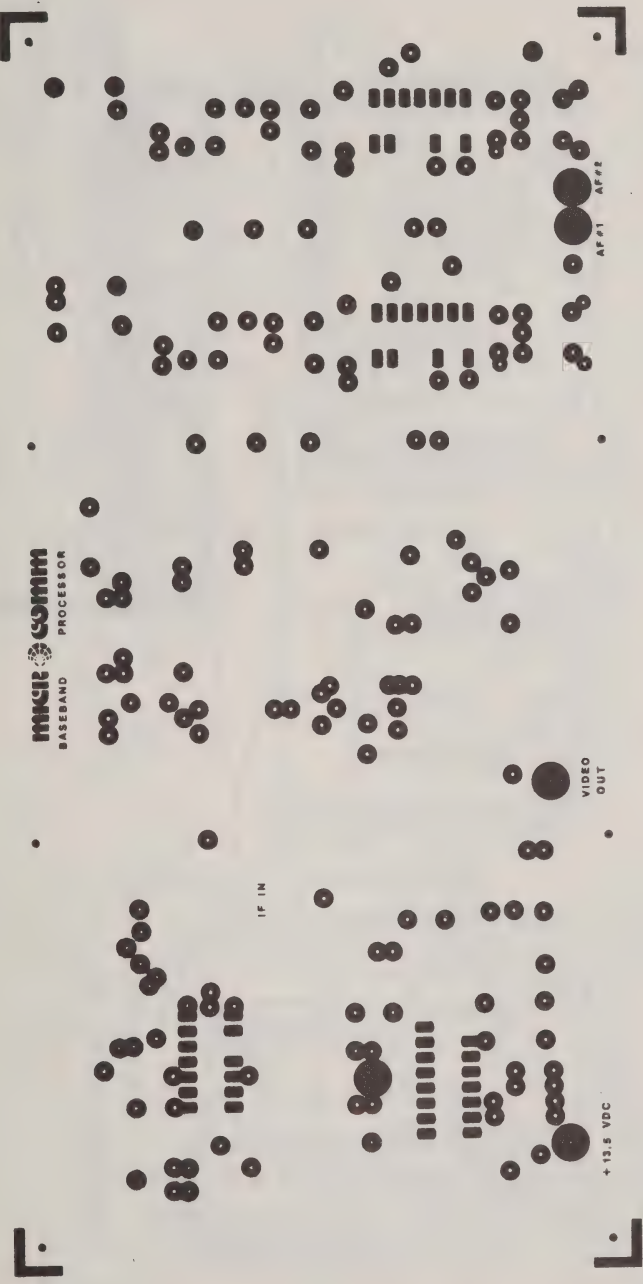 MICRO COMM
BASEBAND PROCESSOR
IF IN
+ 13.5 VDC
VIDEO
OUT
AF #1
AF #2